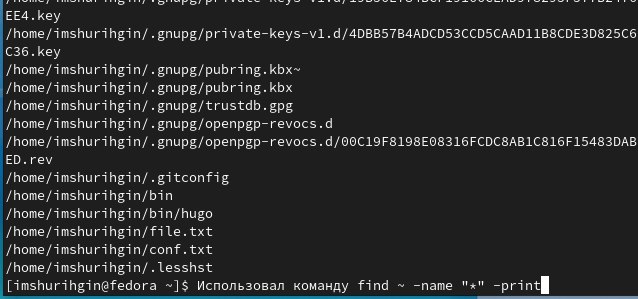 EE4.key
/home/imshurihgin/.gnupg/private-keys-v1.d/4DBB57B4ADCD53CCD5CAAD11B8CDE3D825C6
C36.key
/home/imshurihgin/.gnupg/pubring.kbx~
/home/imshurihgin/.gnupg/pubring.kbx
/home/imshurihgin/.gnupg/trustdb.gpg
/home/imshurihgin/.gnupg/openpgp-revocs.d
/home/imshurihgin/.gnupg/openpgp-revocs.d/00C19F8198E08316FCDC8AB1C816F15483DAB
ED.rev
/home/imshurihgin/.gitconfig
/home/imshurihgin/bin
/home/imshurihgin/bin/hugo
/home/imshurihgin/file.txt
/home/imshurihgin/conf.txt
/home/imshurihgin/.lesshst
[imshurihgin@fedora ~]$ Использовал команду find ~ -name "*" -print